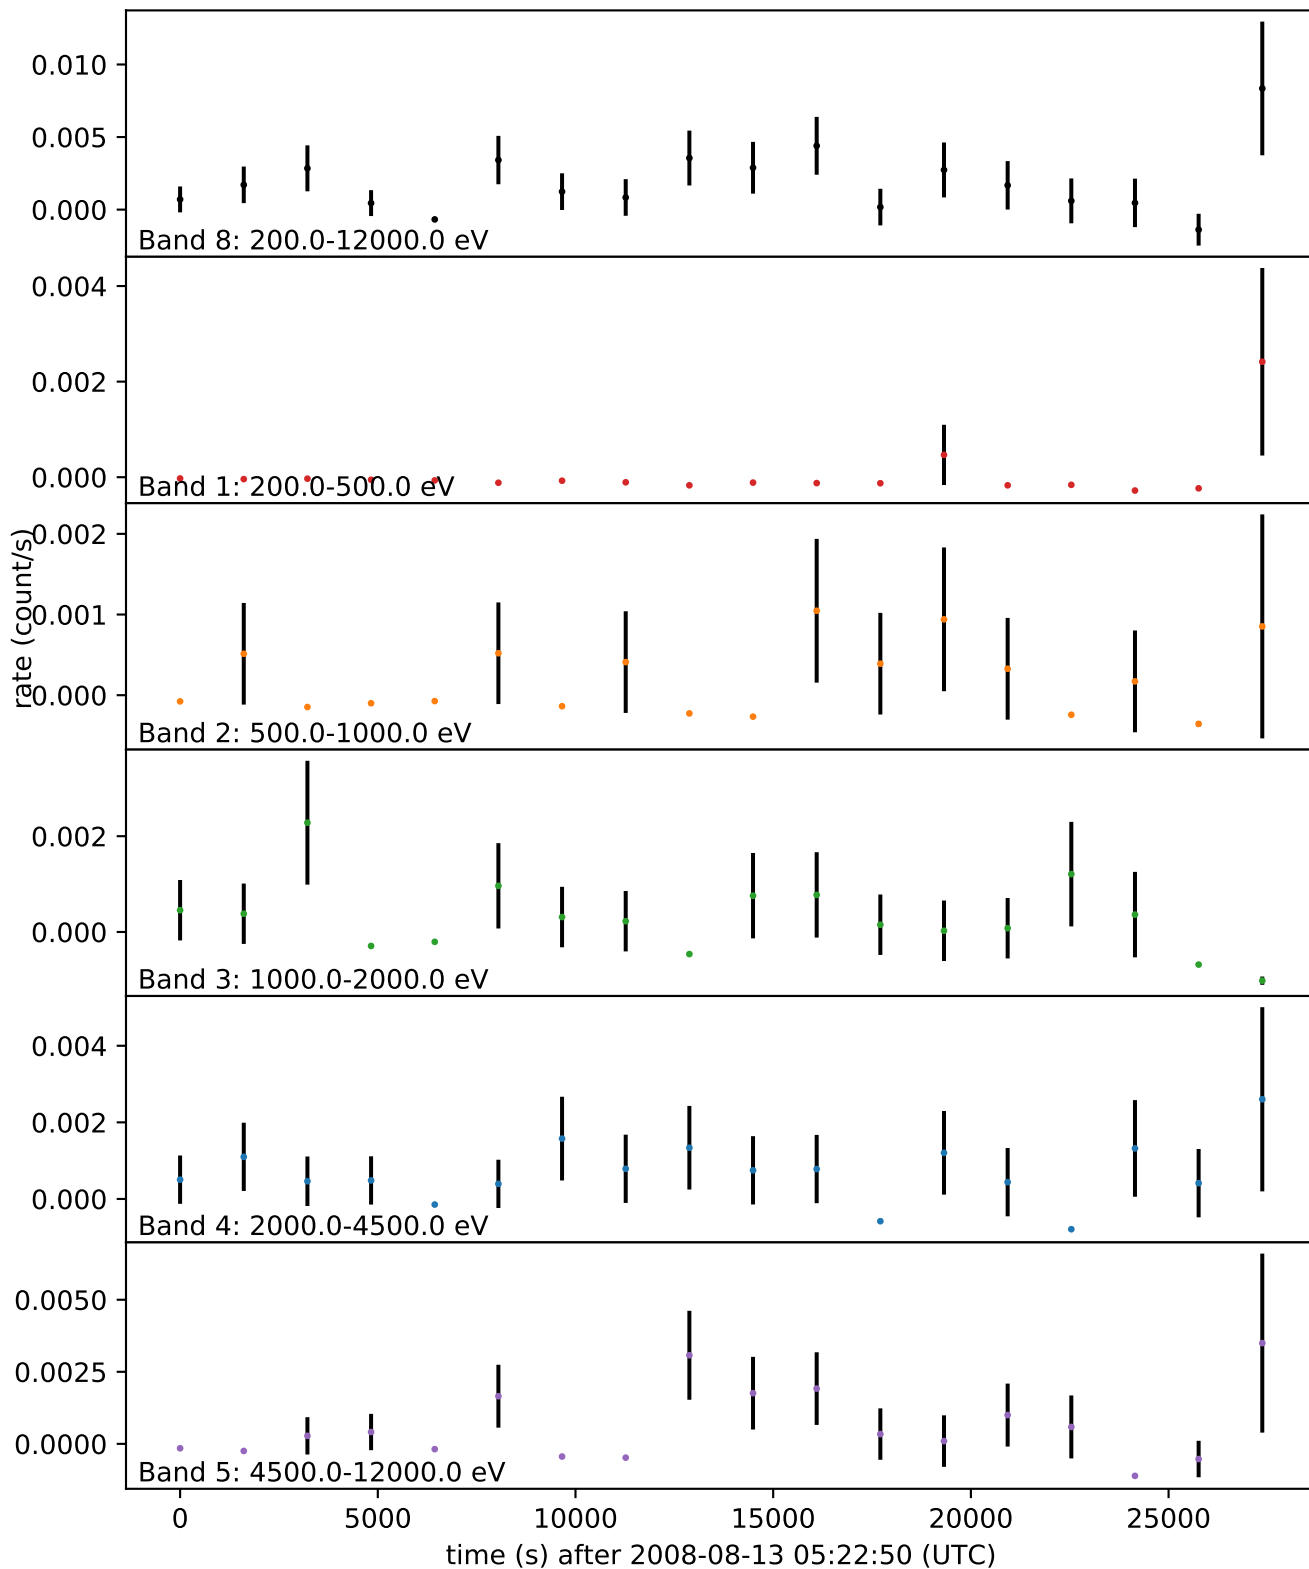 0.010
0.005
0.000
Band 8: 200.0-12000.0 eV
0.004
0.002
0.000
Band 1: 200.0-500.0 eV
rate (count/s)
0.002
0.001
0.000
Band 2: 500.0-1000.0 eV
0.002
0.000
Band 3: 1000.0-2000.0 eV
0.004
0.002
0.000
Band 4: 2000.0-4500.0 eV
0.0050
0.0025
0.0000
Band 5: 4500.0-12000.0 eV
0 5000 10000 15000 20000 25000
time (s) after 2008-08-13 05:22:50 (UTC)